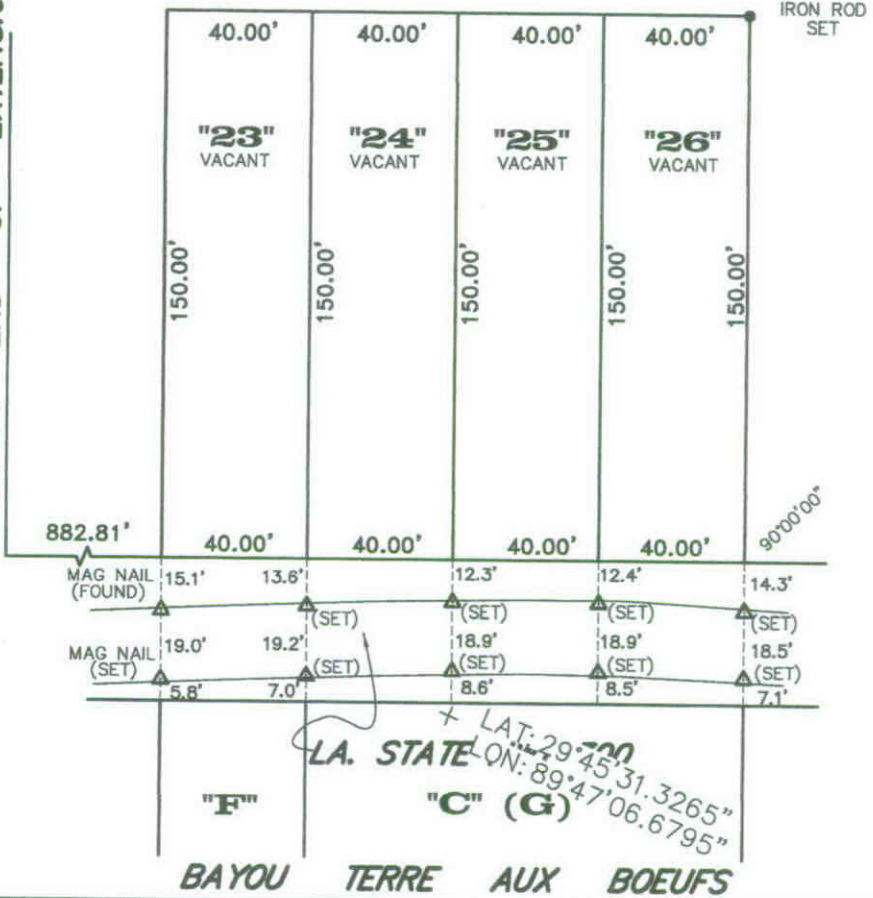 IRON ROD
SET
40.00' 40.00' 40.00' 40.00'
"23" "24" "25" "26"
VACANT VACANT VACANT VACANT
150.00' 150.00' 150.00' 150.00' 150.00'
882.81' 40.00' 40.00' 40.00' 40.00' 90°00'00"
MAG NAIL
(FOUND)
15.1' 13.6' 12.3' 12.4' 14.3'
(SET) (SET) (SET) (SET)
MAG NAIL
(SET)
19.0' 19.2' 18.9' 18.9' 18.5'
(SET) (SET) (SET) (SET)
5.8' 7.0' 8.6' 8.5' 7.1'
LA. STATE
LAT: 29°45'31.3265"
LON: 89°47'06.6795"
"F" "C" (G)
BAYOU TERRE AUX BOEUFS